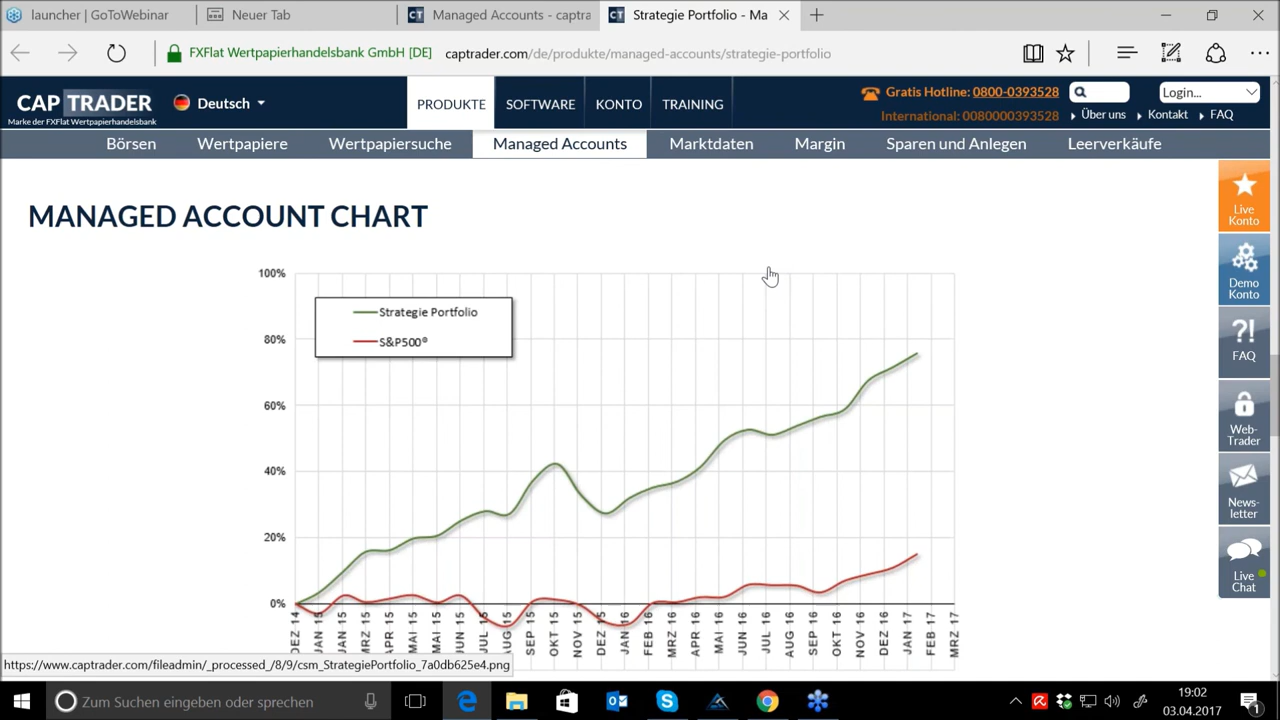 launcher | GoToWebinar
Neuer Tab
Managed Accounts - captra
Strategie Portfolio - Ma
FXFlat Wertpapierhandelsbank GmbH [DE]
captrader.com/de/produkte/managed-accounts/strategie-portfolio
CAP TRADER
Marke der FXFlat Wertpapierhandelsbank
Deutsch
PRODUKTE
SOFTWARE
KONTO
TRAINING
Gratis Hotline: 0800-0393528
International: 0080000393528
Login...
Über uns
Kontakt
FAQ
Börsen
Wertpapiere
Wertpapiersuche
Managed Accounts
Marktdaten
Margin
Sparen und Anlegen
Leerverkäufe
MANAGED ACCOUNT CHART
100%
80%
60%
40%
20%
0%
Strategie Portfolio
S&P500®
DEZ 14
JAN 15
JAN 15
MRZ 15
APR 15
MAI 15
MAI 15
JUN 15
JUL 15
AUG 15
SEP 15
OKT 15
NOV 15
DEZ 15
JAN 16
FEB 16
MRZ 16
APR 16
MAI 16
JUN 16
JUL 16
AUG 16
SEP 16
OKT 16
NOV 16
DEZ 16
JAN 17
FEB 17
MRZ 17
Live
Konto
Demo
Konto
?!
FAQ
Web-
Trader
News-
letter
Live
Chat
https://www.captrader.com/fileadmin/_processed_/8/9/csm_StrategiePortfolio_7a0db625e4.png
Zum Suchen eingeben oder sprechen
19:02
03.04.2017
1